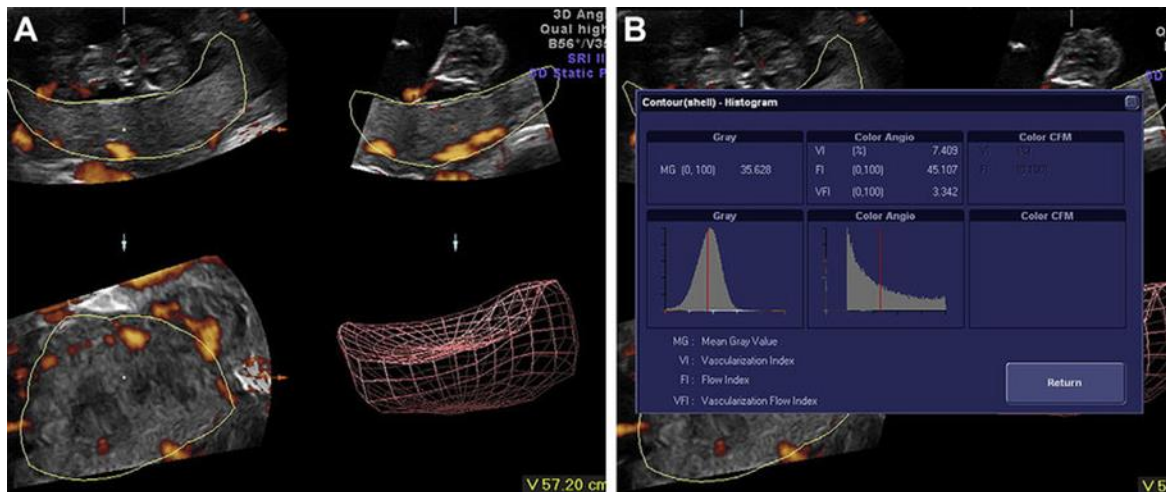 A
3D Ang
Qual high
B56°/V35
SRI II
3D Static P
V 57.20 cm
B
Q
3D
Contour(shell) - Histogram
Gray
MG (0, 100) 35.628
Color Angio
VI (%) 7.409
FI (0,100) 45.107
VFI (0,100) 3.342
Color CFM
Gray
Color Angio
Color CFM
MG : Mean Gray Value
VI : Vascularization Index
FI : Flow Index
VFI : Vascularization Flow Index
Return
V 5